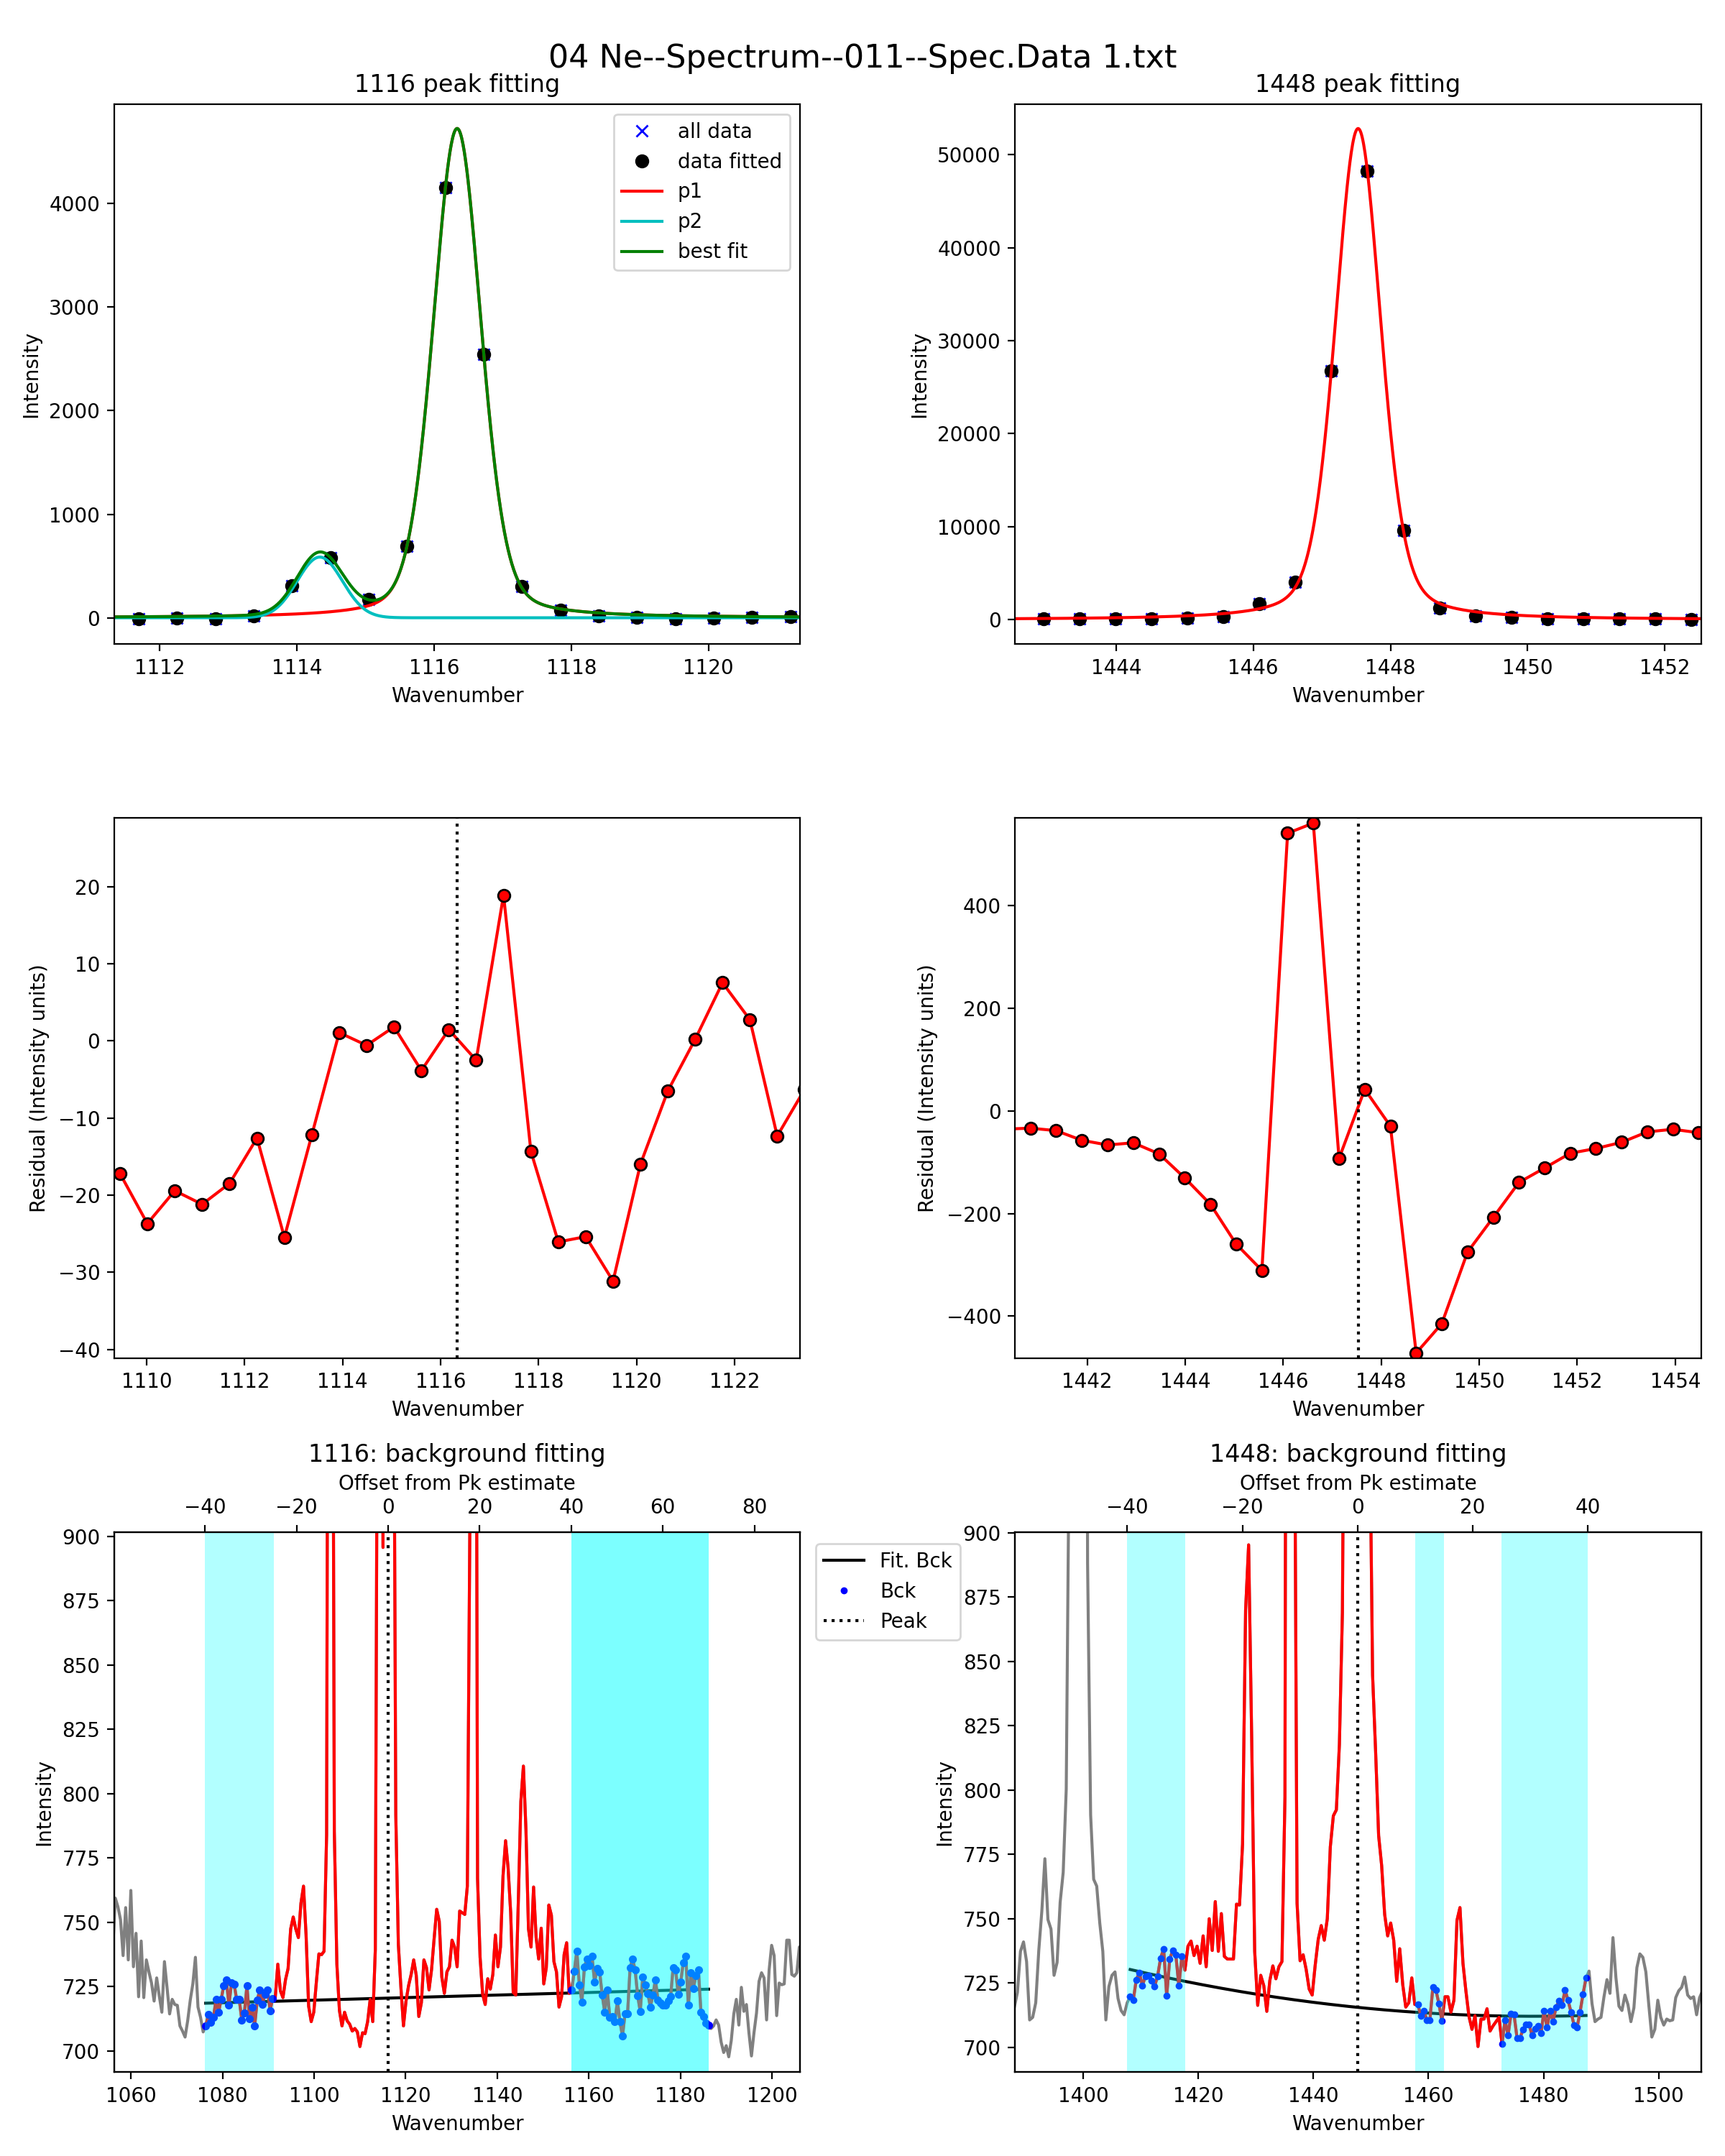 04 Ne--Spectrum--011--Spec.Data 1.txt
1116 peak fitting
all data
data fitted
p1
p2
best fit
Intensity
4000
3000
2000
1000
0
1112 1114 1116 1118 1120
Wavenumber
1448 peak fitting
Intensity
50000
40000
30000
20000
10000
0
1444 1446 1448 1450 1452
Wavenumber
Residual (Intensity units)
20
10
0
−10
−20
−30
−40
1110 1112 1114 1116 1118 1120 1122
Wavenumber
Residual (Intensity units)
400
200
0
−200
−400
1442 1444 1446 1448 1450 1452 1454
Wavenumber
1116: background fitting
Offset from Pk estimate
−40 −20 0 20 40 60 80
Intensity
900
875
850
825
800
775
750
725
700
1060 1080 1100 1120 1140 1160 1180 1200
Wavenumber
Fit. Bck
Bck
Peak
1448: background fitting
Offset from Pk estimate
−40 −20 0 20 40
Intensity
900
875
850
825
800
775
750
725
700
1400 1420 1440 1460 1480 1500
Wavenumber